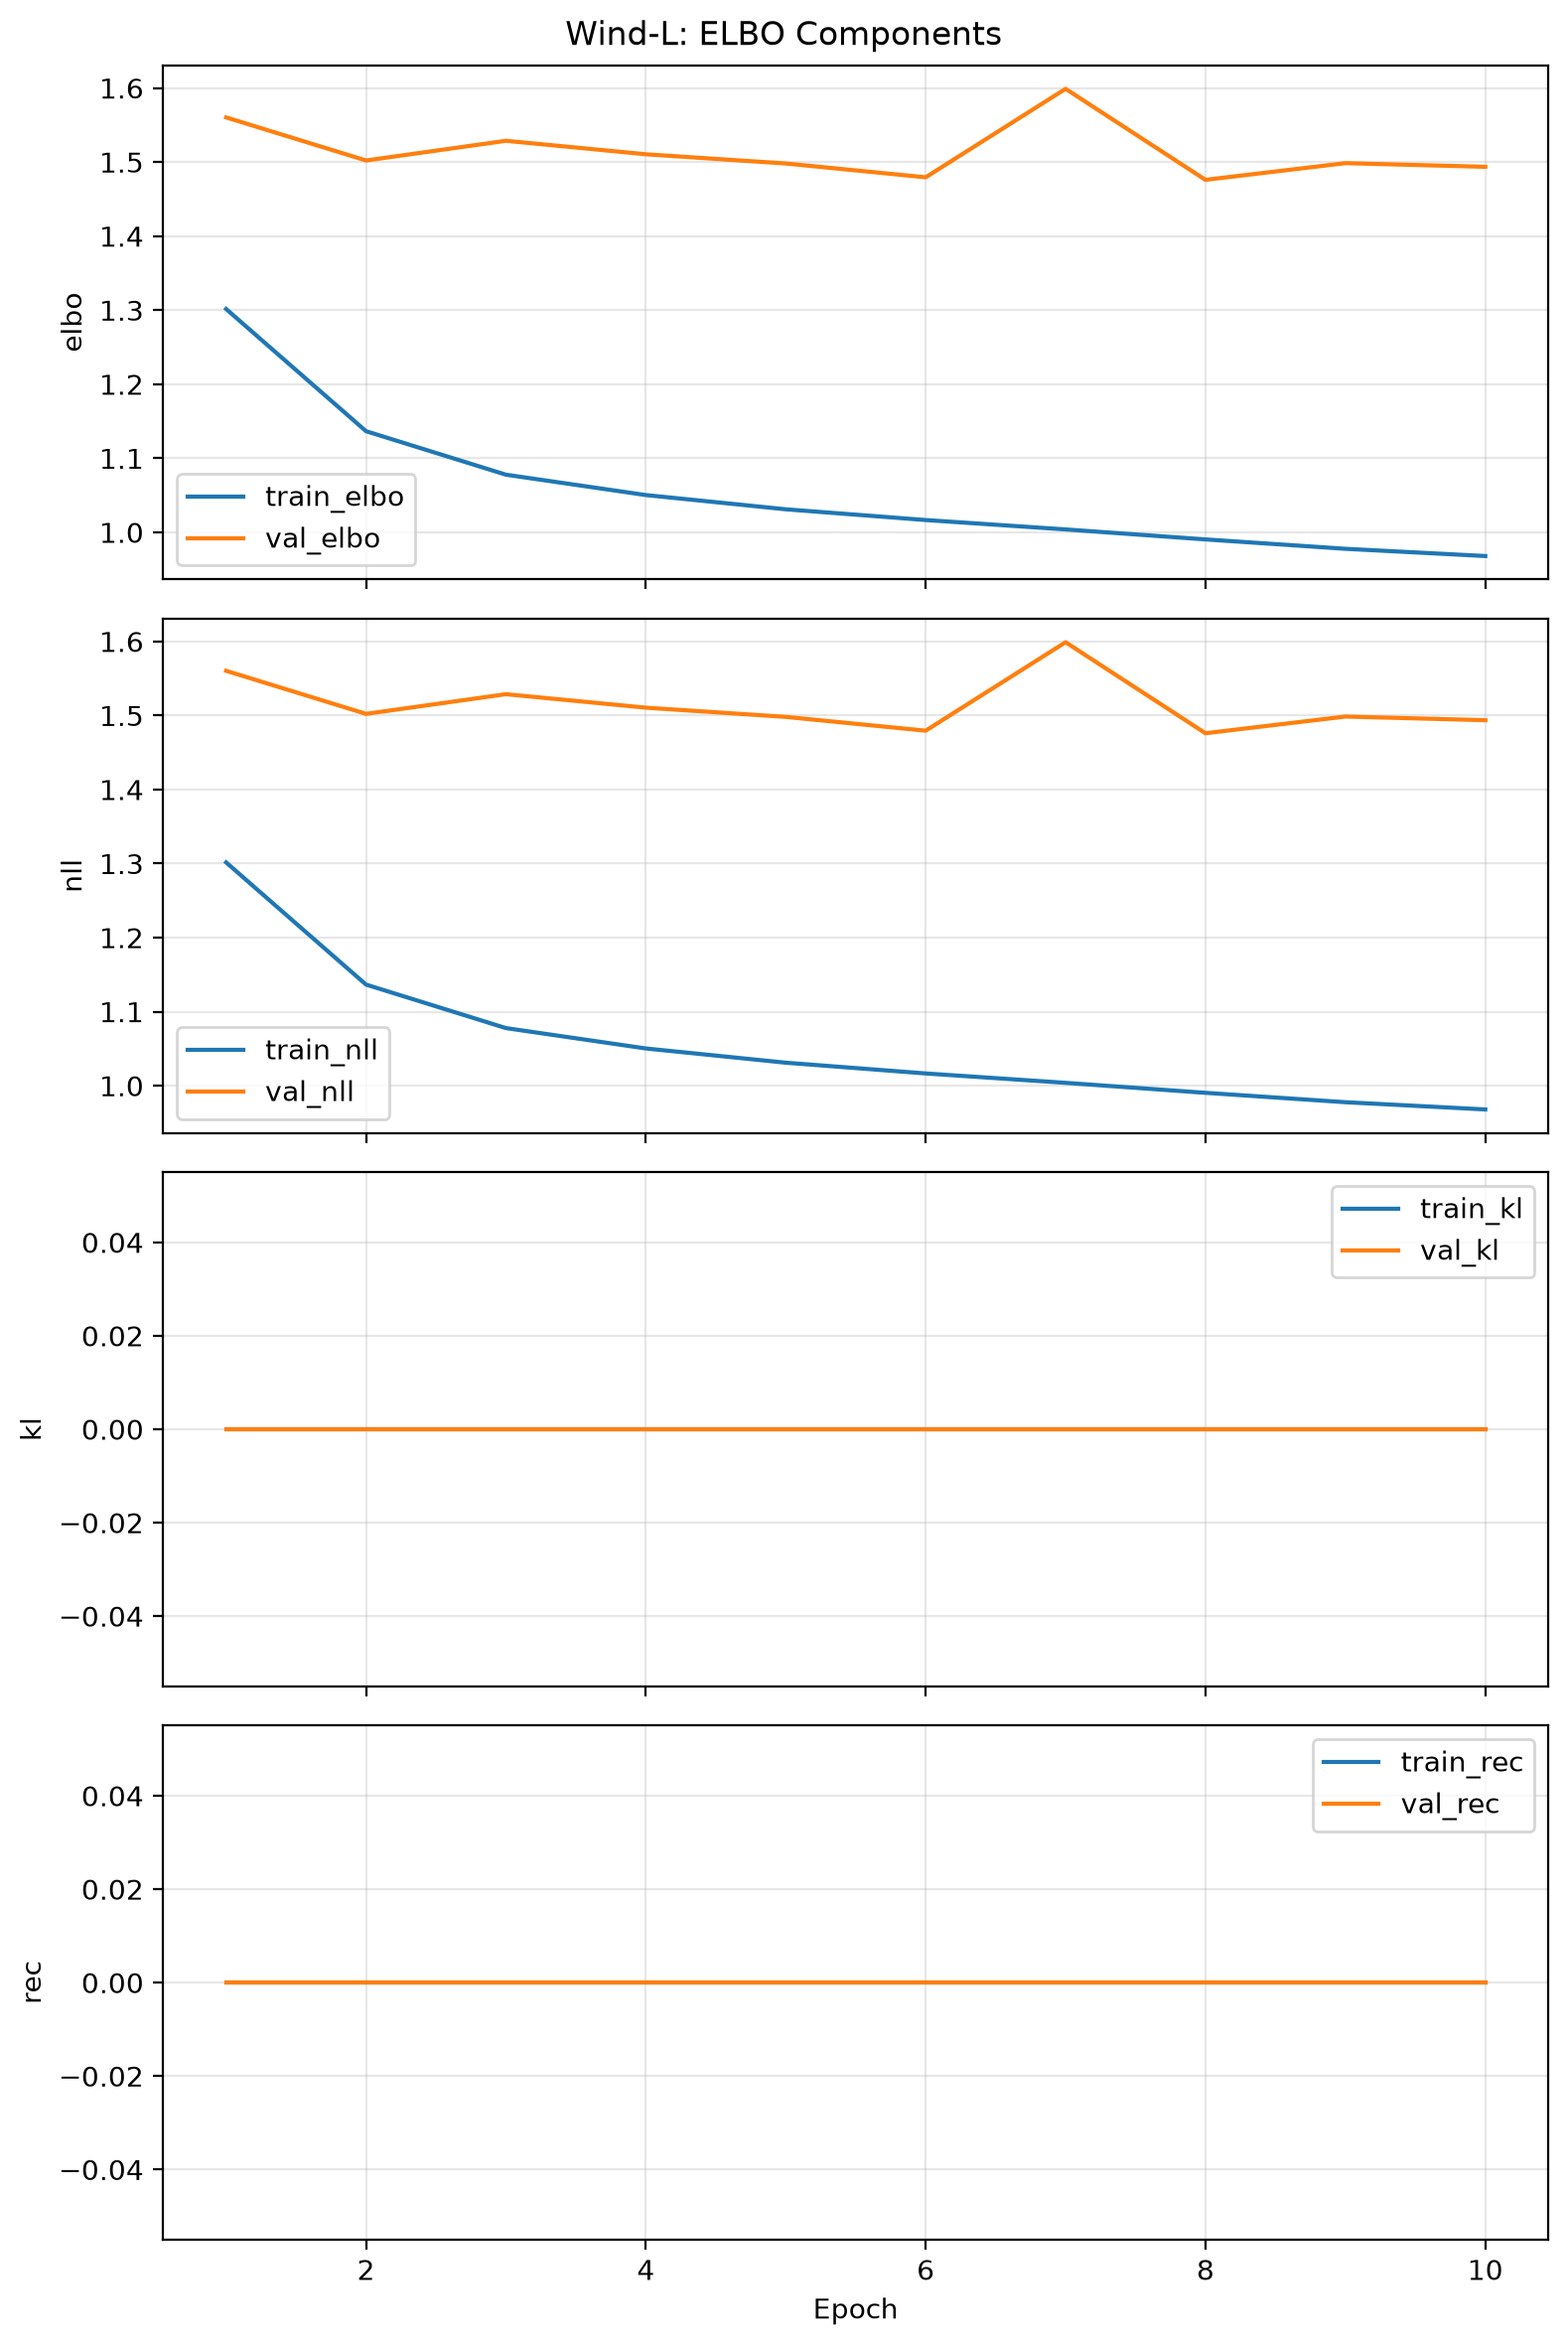 Wind-L: ELBO Components
1.6
1.5
1.4
1.3
1.2
1.1
1.0
elbo
train_elbo
val_elbo
1.6
1.5
1.4
1.3
1.2
1.1
1.0
nll
train_nll
val_nll
0.04
0.02
0.00
−0.02
−0.04
kl
train_kl
val_kl
0.04
0.02
0.00
−0.02
−0.04
rec
train_rec
val_rec
2 4 6 8 10
Epoch